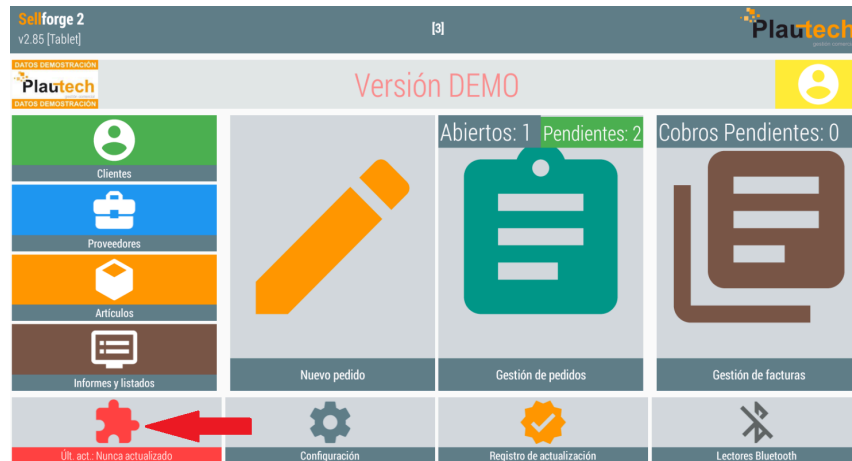 Sellforge 2
v2.85 [Tablet]
[3]
Plautech
DATOS DEMOSTRACIÓN
Plautech
DATOS DEMOSTRACIÓN
Versión DEMO
Clientes
Proveedores
Artículos
Informes y listados
Nuevo pedido
Abiertos: 1 Pendientes: 2
Gestión de pedidos
Cobros Pendientes: 0
Gestión de facturas
Últ. act.: Nunca actualizado
Configuración
Registro de actualización
Lectores Bluetooth